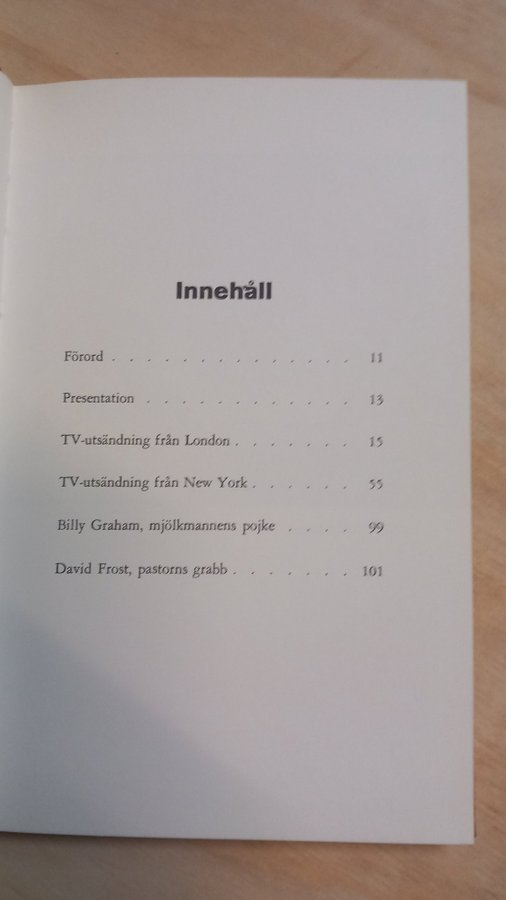 Innehåll
Förord . . . . . . . . . . . . . . 11
Presentation . . . . . . . . . . . . 13
TV-utsändning från London . . . . . . . 15
TV-utsändning från New York . . . . . . 55
Billy Graham, mjölkmannens pojke . . . . 99
David Frost, pastorns grabb . . . . . . . 101